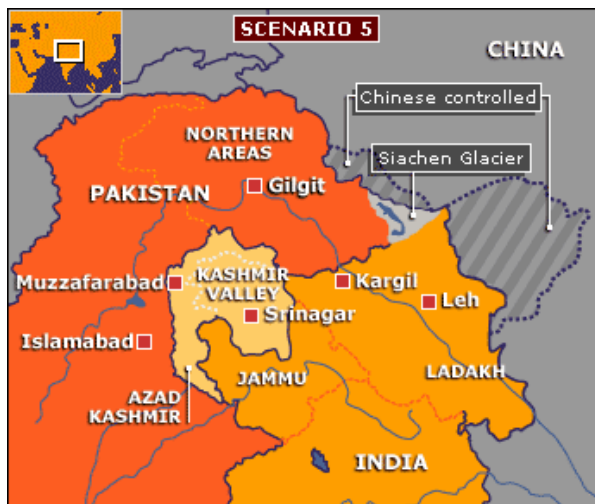 SCENARIO 5
CHINA
Chinese controlled
NORTHERN
AREAS
Siachen Glacier
PAKISTAN
Gilgit
Muzzafarabad
KASHMIR
VALLEY
Kargil
Leh
Srinagar
Islamabad
JAMMU
LADAKH
AZAD
KASHMIR
INDIA